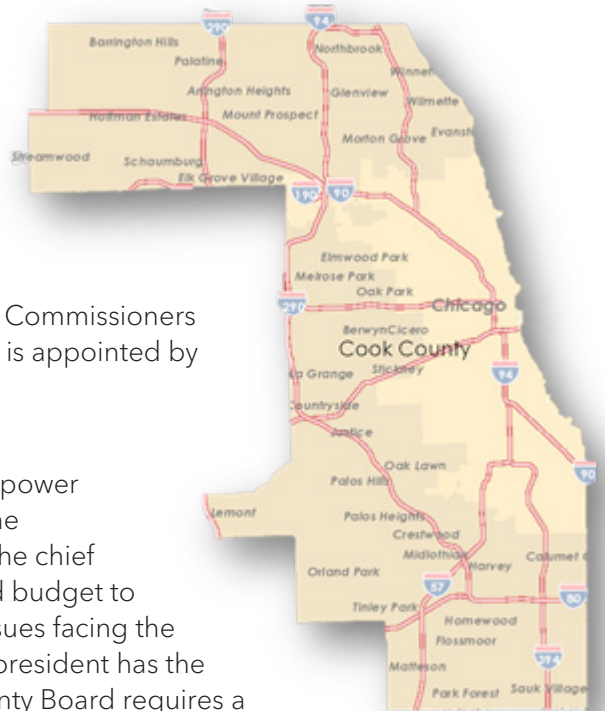 290
94
Barrington Hills
Northbrook
Palatine
Winnet
Arlington Heights
Glenview
Wilmette
Hoffman Estates
Mount Prospect
Morton Grove
Evanst
Streamwood
Schaumburg
Elk Grove Village
190
90
Elmwood Park
Melrose Park
Oak Park
290
Chicago
Commissioners
Berwyn
Cicero
is appointed by
Cook County
La Grange
Stickney
94
Countryside
Justice
Oak Lawn
90
power
Palos Hills
Lemont
Palos Heights
Crestwood
he chief
Midlothian
Calumet C
d budget to
Orland Park
Harvey
57
80
sues facing the
Tinley Park
Homewood
Flossmoor
president has the
394
Matteson
nty Board requires a
Park Forest
Sauk Village